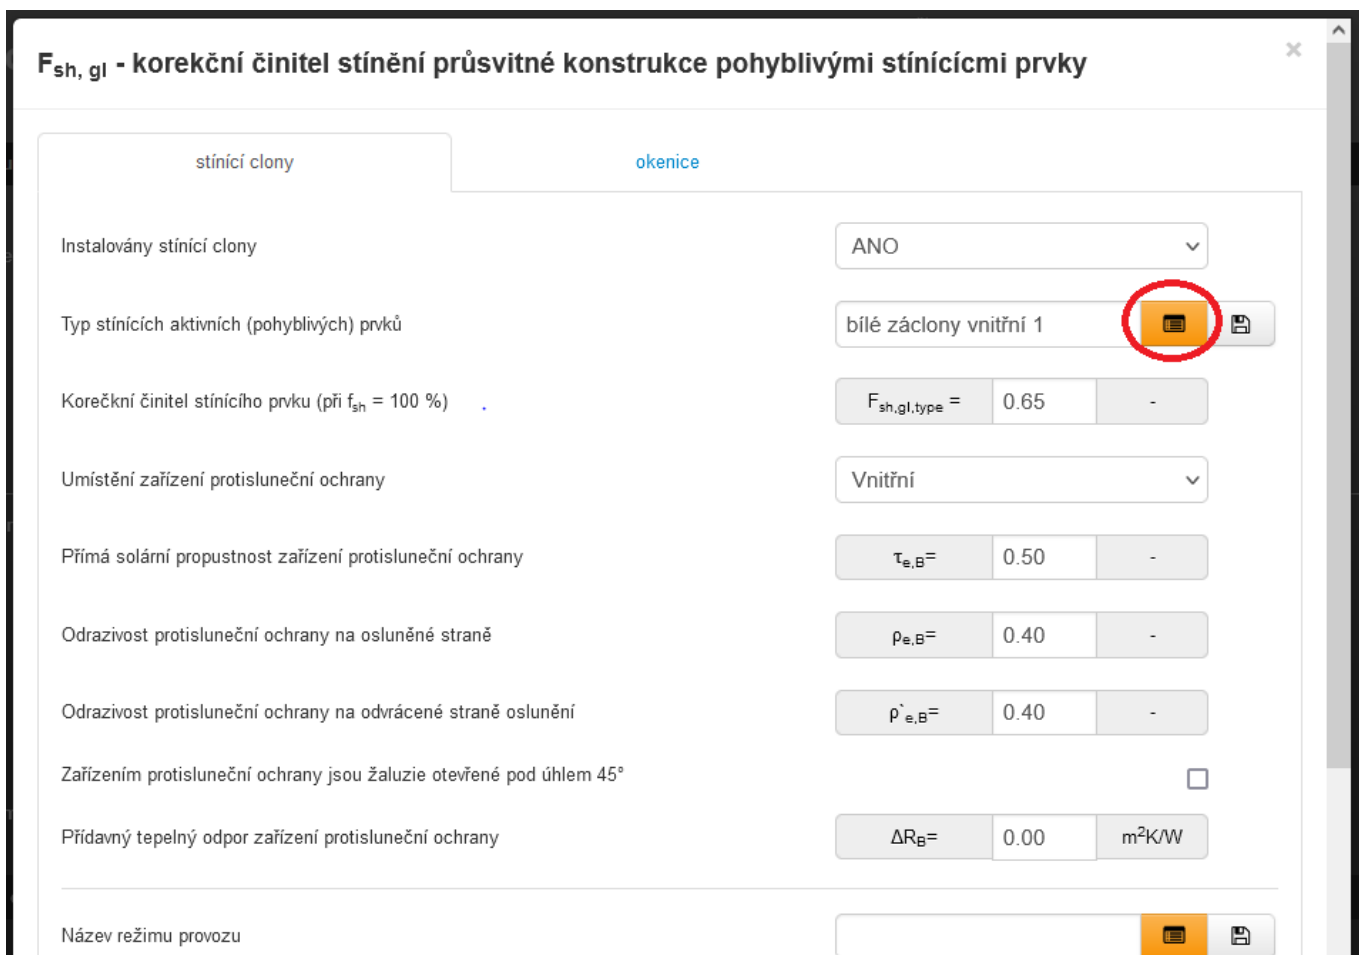 Fsh, gl - korekční činitel stínění průsvitné konstrukce pohyblivými stínícícmi prvky
×
stínící clony
okenice
Instalovány stínící clony
ANO
Typ stínících aktivních (pohyblivých) prvků
bílé záclony vnitřní 1
Korečkní činitel stínícího prvku (při fsh = 100 %)
Fsh,gl,type =
0.65
-
Umístění zařízení protisluneční ochrany
Vnitřní
Přímá solární propustnost zařízení protisluneční ochrany
τe,B=
0.50
-
Odrazivost protisluneční ochrany na osluněné straně
ρe,B=
0.40
-
Odrazivost protisluneční ochrany na odvrácené straně oslunění
ρ`e,B=
0.40
-
Zařízením protisluneční ochrany jsou žaluzie otevřené pod úhlem 45°
Přídavný tepelný odpor zařízení protisluneční ochrany
ΔRB=
0.00
m²K/W
Název režimu provozu